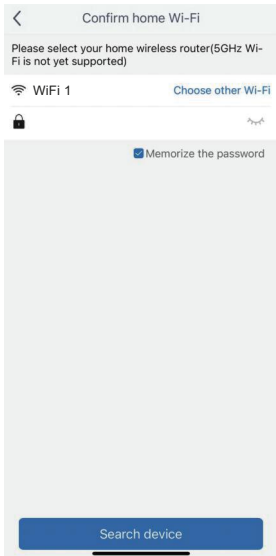 Confirm home Wi-Fi
Please select your home wireless router(5GHz Wi-
Fi is not yet supported)
WiFi 1 Choose other Wi-Fi
Memorize the password
Search device